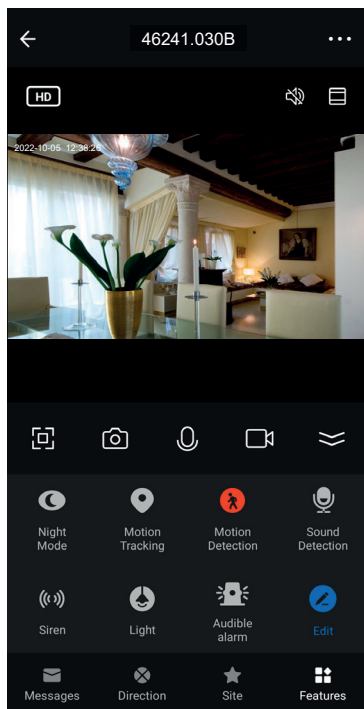 46241.030B
HD
2022-10-05 12:38:26
Night
Mode
Motion
Tracking
Motion
Detection
Sound
Detection
Siren
Light
Audible
alarm
Edit
Messages
Direction
Site
Features